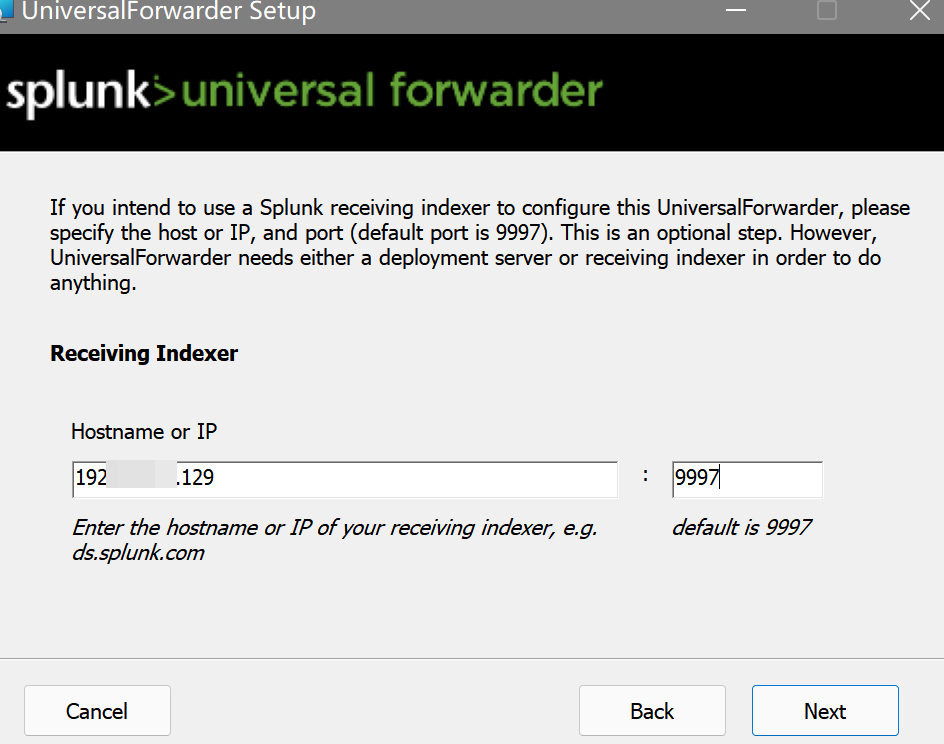 UniversalForwarder Setup
splunk>universal forwarder
If you intend to use a Splunk receiving indexer to configure this UniversalForwarder, please
specify the host or IP, and port (default port is 9997). This is an optional step. However,
UniversalForwarder needs either a deployment server or receiving indexer in order to do
anything.
Receiving Indexer
Hostname or IP
192 .129 : 9997
Enter the hostname or IP of your receiving indexer, e.g. default is 9997
ds.splunk.com
Cancel Back Next